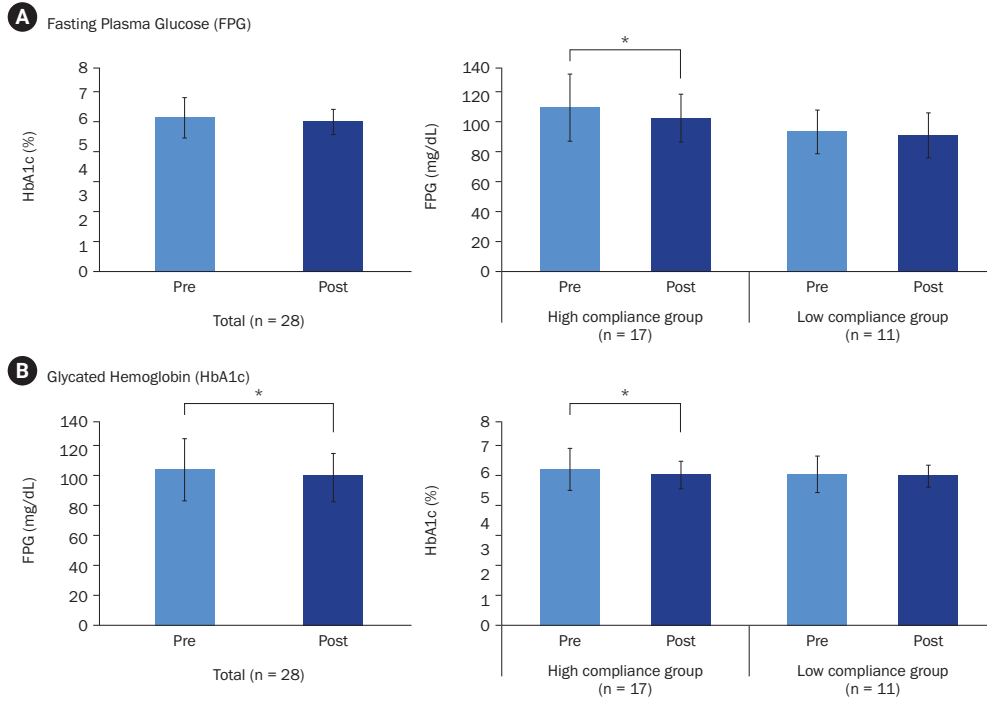 A Fasting Plasma Glucose (FPG)
HbA1c (%)
8
7
6
5
4
3
2
1
0
Pre Post
Total (n = 28)
FPG (mg/dL)
140
120
100
80
60
40
20
0
*
Pre Post Pre Post
High compliance group Low compliance group
(n = 17) (n = 11)
B Glycated Hemoglobin (HbA1c)
FPG (mg/dL)
140
120
100
80
60
40
20
0
*
Pre Post
Total (n = 28)
HbA1c (%)
8
7
6
5
4
3
2
1
0
*
Pre Post Pre Post
High compliance group Low compliance group
(n = 17) (n = 11)